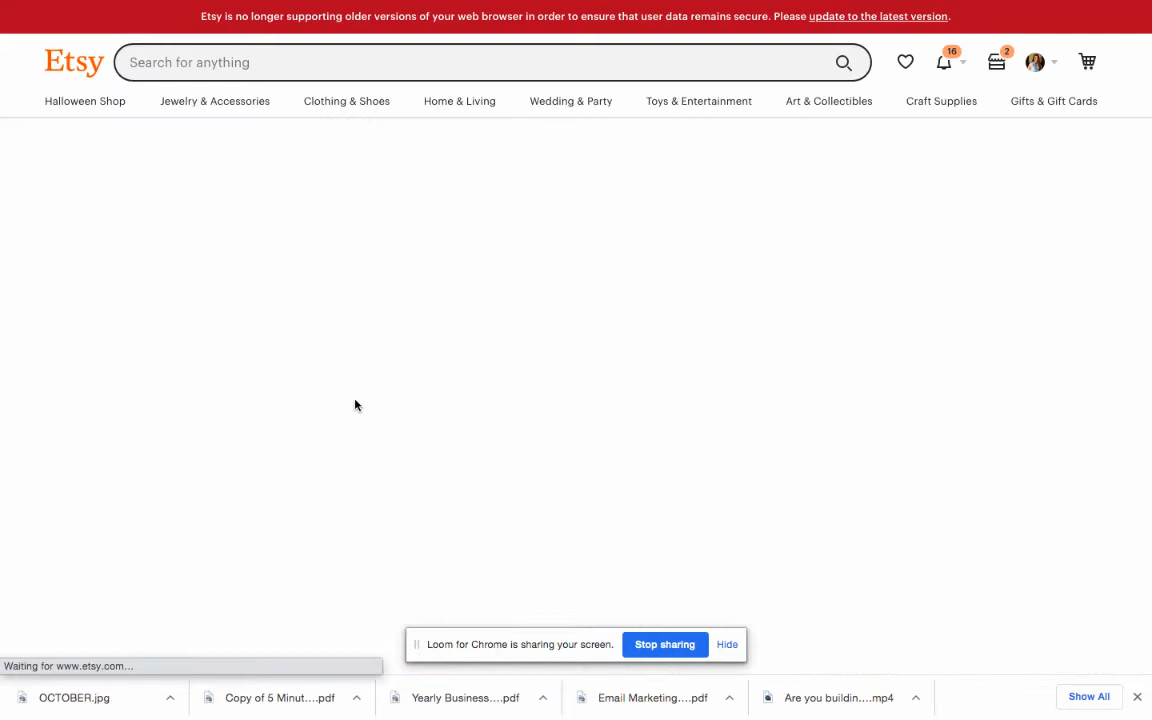 Etsy is no longer supporting older versions of your web browser in order to ensure that user data remains secure. Please update to the latest version.
Etsy
Search for anything
16
2
Halloween Shop
Jewelry & Accessories
Clothing & Shoes
Home & Living
Wedding & Party
Toys & Entertainment
Art & Collectibles
Craft Supplies
Gifts & Gift Cards
Loom for Chrome is sharing your screen.
Stop sharing
Hide
Waiting for www.etsy.com...
OCTOBER.jpg
Copy of 5 Minut....pdf
Yearly Business....pdf
Email Marketing....pdf
Are you buildin....mp4
Show All